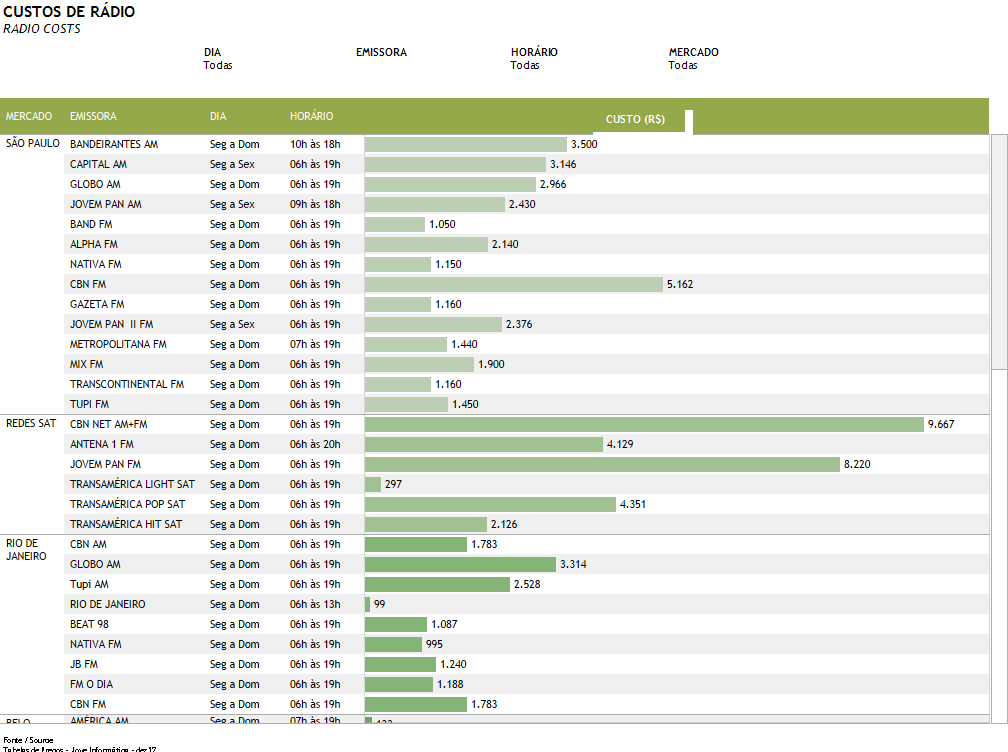 CUSTOS DE RÁDIO
RADIO COSTS
DIA EMISSORA HORÁRIO MERCADO
Todas Todas Todas
MERCADO EMISSORA DIA HORÁRIO CUSTO (R$)
SÃO PAULO BANDEIRANTES AM Seg a Dom 10h às 18h 3.500
CAPITAL AM Seg a Sex 06h às 19h 3.146
GLOBO AM Seg a Dom 06h às 19h 2.966
JOVEM PAN AM Seg a Sex 09h às 18h 2.430
BAND FM Seg a Dom 06h às 19h 1.050
ALPHA FM Seg a Dom 06h às 19h 2.140
NATIVA FM Seg a Dom 06h às 19h 1.150
CBN FM Seg a Dom 06h às 19h 5.162
GAZETA FM Seg a Dom 06h às 19h 1.160
JOVEM PAN II FM Seg a Sex 06h às 19h 2.376
METROPOLITANA FM Seg a Dom 07h às 19h 1.440
MIX FM Seg a Dom 06h às 19h 1.900
TRANSCONTINENTAL FM Seg a Dom 06h às 19h 1.160
TUPI FM Seg a Dom 06h às 19h 1.450
REDES SAT CBN NET AM+FM Seg a Dom 06h às 19h 9.667
ANTENA 1 FM Seg a Dom 06h às 20h 4.129
JOVEM PAN FM Seg a Dom 06h às 19h 8.220
TRANSAMÉRICA LIGHT SAT Seg a Dom 06h às 19h 297
TRANSAMÉRICA POP SAT Seg a Dom 06h às 19h 4.351
TRANSAMÉRICA HIT SAT Seg a Dom 06h às 19h 2.126
RIO DE JANEIRO CBN AM Seg a Dom 06h às 19h 1.783
GLOBO AM Seg a Dom 06h às 19h 3.314
Tupi AM Seg a Dom 06h às 19h 2.528
RIO DE JANEIRO Seg a Dom 06h às 13h 99
BEAT 98 Seg a Dom 06h às 19h 1.087
NATIVA FM Seg a Dom 06h às 19h 995
JB FM Seg a Dom 06h às 19h 1.240
FM O DIA Seg a Dom 06h às 19h 1.188
CBN FM Seg a Dom 06h às 19h 1.783
BELO AMÉRICA AM Seg a Dom 07h às 19h
Fonte / Source
Tabelas de Preços - Jove Informática - dez17